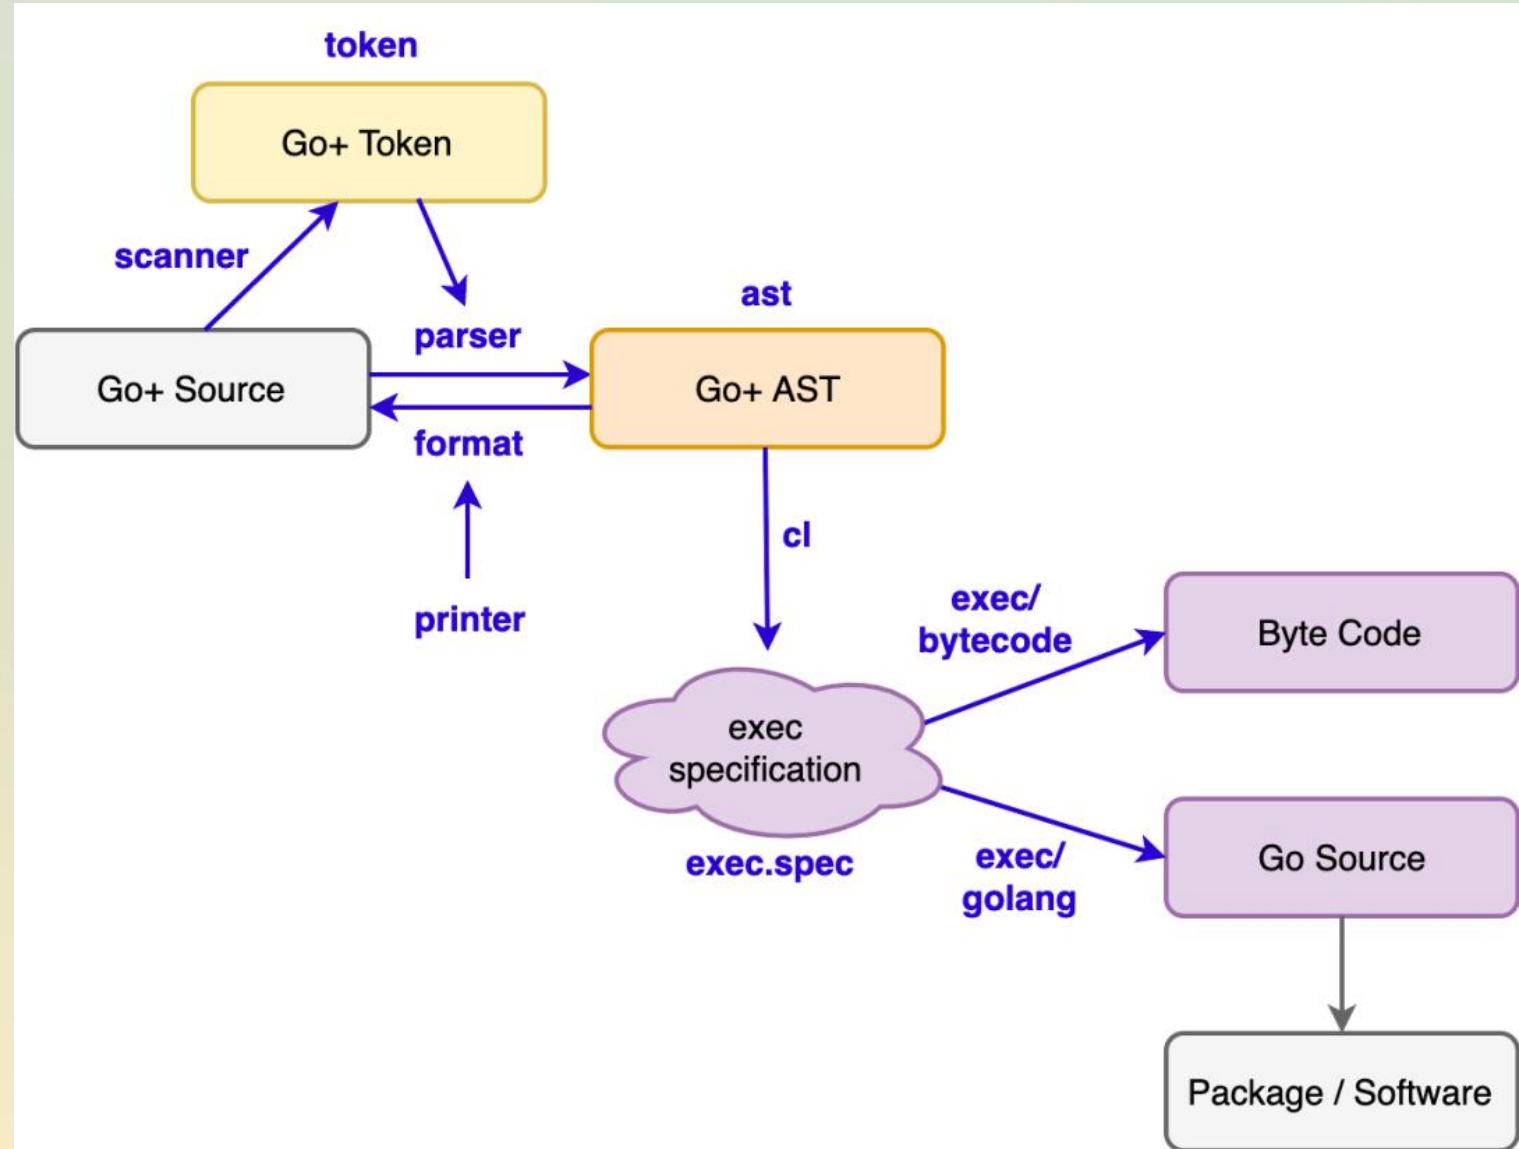 token
Go+ Token
scanner
parser
ast
Go+ Source
Go+ AST
format
printer
cl
exec/
bytecode
Byte Code
exec
specification
exec.spec
exec/
golang
Go Source
Package / Software